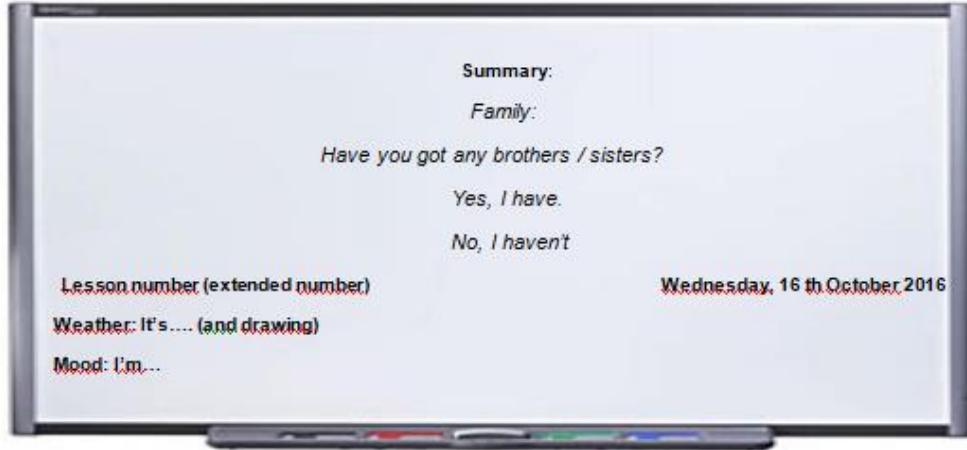 Summary:
Family:
Have you got any brothers / sisters?
Yes, I have.
No, I haven't
Lesson number (extended number) Wednesday, 16 th October 2016
Weather: It's…. (and drawing)
Mood: I'm…